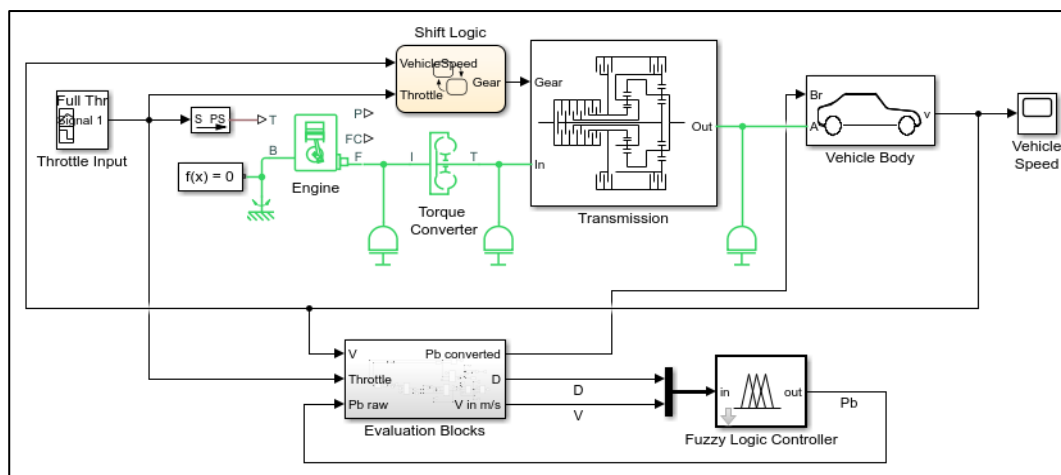 Shift Logic
VehicleSpeed
Throttle
Gear
Gear
In
Out
Transmission
Br
A
v
Vehicle Body
Vehicle
Speed
Full Thr
Signal 1
Throttle Input
S PS
T
f(x) = 0
B
Engine
P
FC
F
I
T
Torque
Converter
V
Throttle
Pb raw
Pb converted
D
V in m/s
Evaluation Blocks
D
V
in
out
Fuzzy Logic Controller
Pb